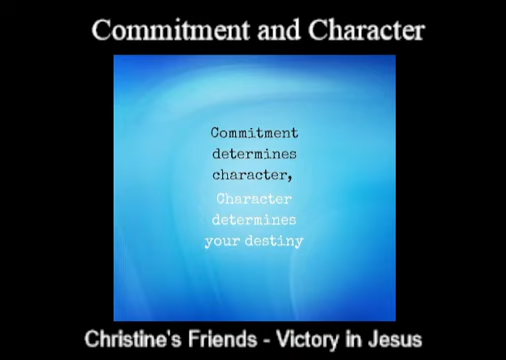 Commitment and Character
Commitment
determines
character,
Character
determines
your destiny
Christine's Friends - Victory in Jesus